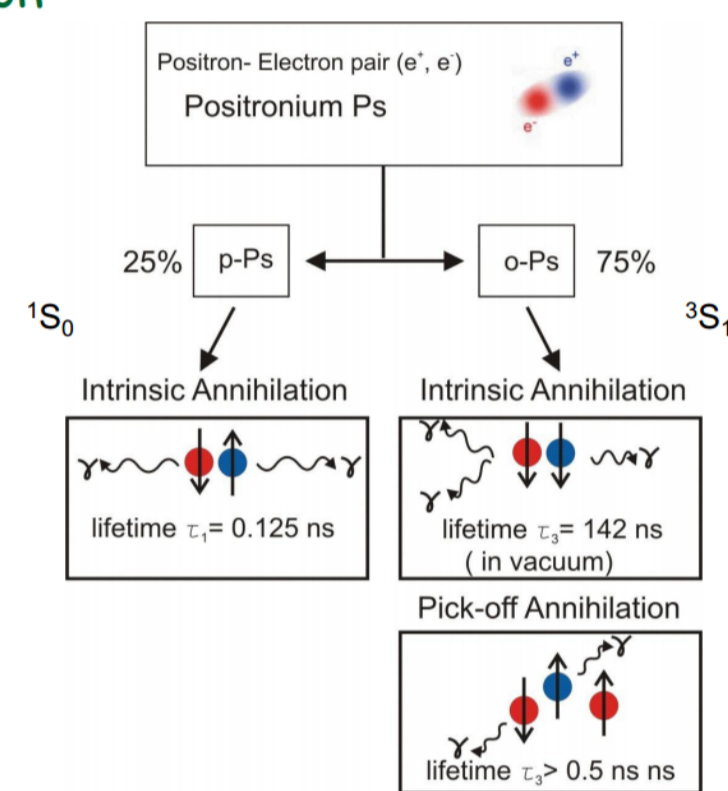 Positron- Electron pair (e⁺, e⁻)
Positronium Ps
e⁺
e⁻
25% p-Ps
o-Ps 75%
¹S₀
³S₁
Intrinsic Annihilation
γ γ
lifetime τ₁= 0.125 ns
Intrinsic Annihilation
γ
γ γ
lifetime τ₃= 142 ns
( in vacuum)
Pick-off Annihilation
γ
γ
lifetime τ₃> 0.5 ns ns